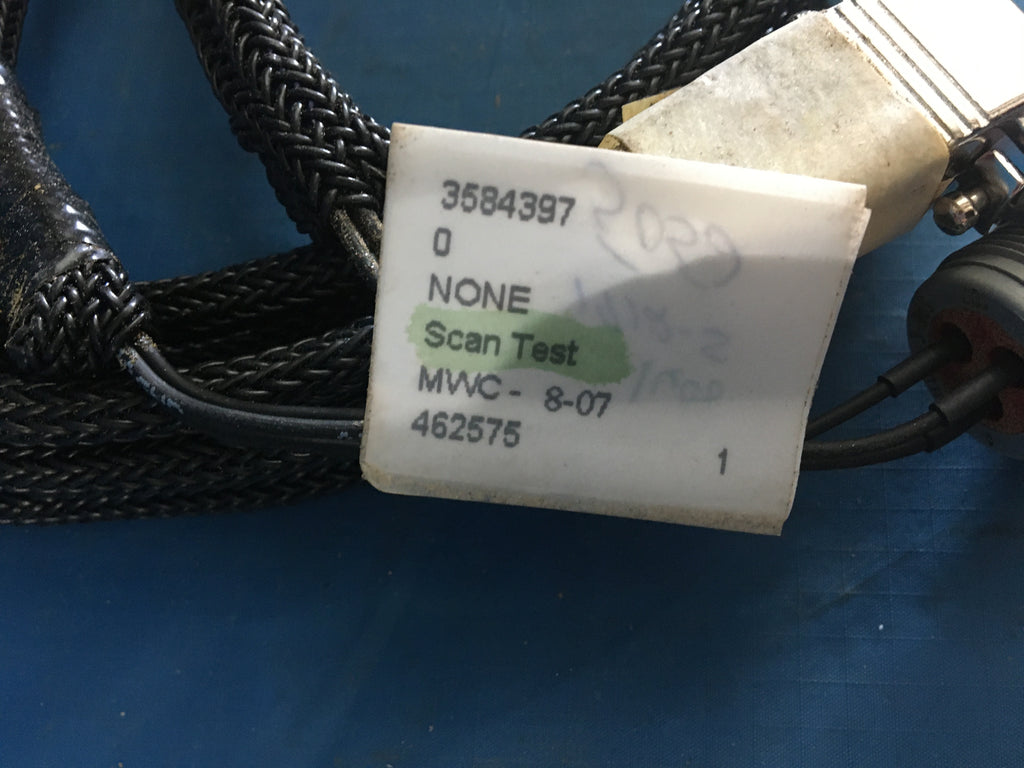 3584397
0
NONE
Scan Test
MWC - 8-07
462575
1